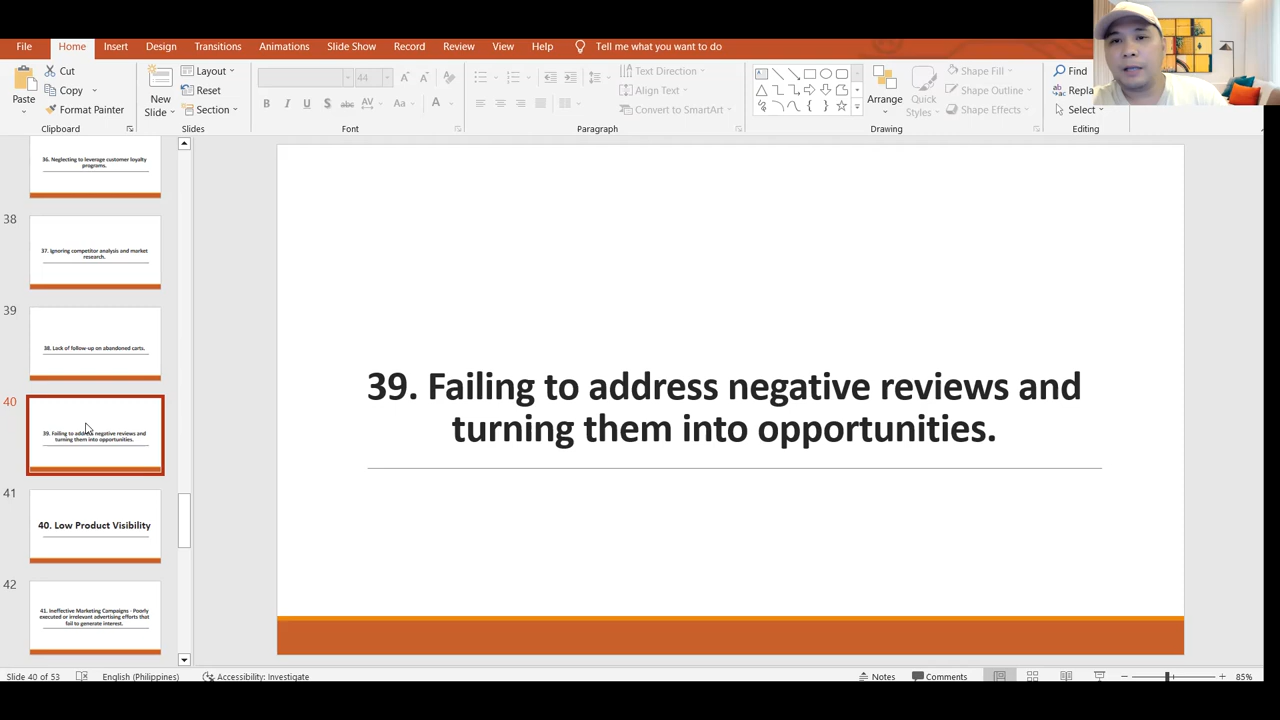 File Home Insert Design Transitions Animations Slide Show Record Review View Help Tell me what you want to do
Paste
Cut
Copy
Format Painter
Clipboard
New
Slide
Layout
Reset
Section
Slides
44
B I U S abc AV Aa A
Font
Text Direction
Align Text
Convert to SmartArt
Paragraph
Arrange
Quick
Styles
Shape Fill
Shape Outline
Shape Effects
Drawing
Find
Repla
Select
Editing
36. Neglecting to leverage customer loyalty
programs.
38
37. Ignoring competitor analysis and market
research.
39
38. Lack of follow-up on abandoned carts.
40
39. Failing to address negative reviews and
turning them into opportunities.
41
40. Low Product Visibility
42
41. Ineffective Marketing Campaigns - Poorly
executed or irrelevant advertising efforts that
fail to generate interest.
39. Failing to address negative reviews and
turning them into opportunities.
Slide 40 of 53 English (Philippines) Accessibility: Investigate Notes Comments 85%